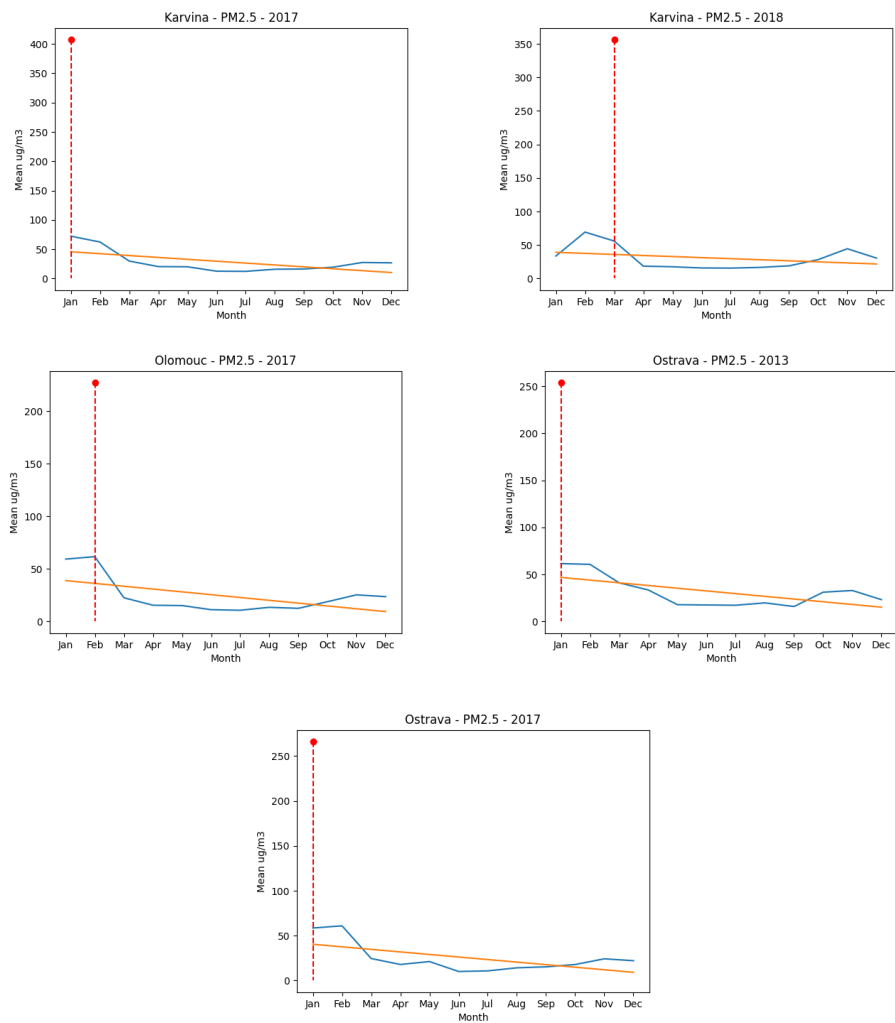 Karvina - PM2.5 - 2017
Mean ug/m3
400
350
300
250
200
150
100
50
0
Jan Feb Mar Apr May Jun Jul Aug Sep Oct Nov Dec
Month
Karvina - PM2.5 - 2018
Mean ug/m3
350
300
250
200
150
100
50
0
Jan Feb Mar Apr May Jun Jul Aug Sep Oct Nov Dec
Month
Olomouc - PM2.5 - 2017
Mean ug/m3
200
150
100
50
0
Jan Feb Mar Apr May Jun Jul Aug Sep Oct Nov Dec
Month
Ostrava - PM2.5 - 2013
Mean ug/m3
250
200
150
100
50
0
Jan Feb Mar Apr May Jun Jul Aug Sep Oct Nov Dec
Month
Ostrava - PM2.5 - 2017
Mean ug/m3
250
200
150
100
50
0
Jan Feb Mar Apr May Jun Jul Aug Sep Oct Nov Dec
Month